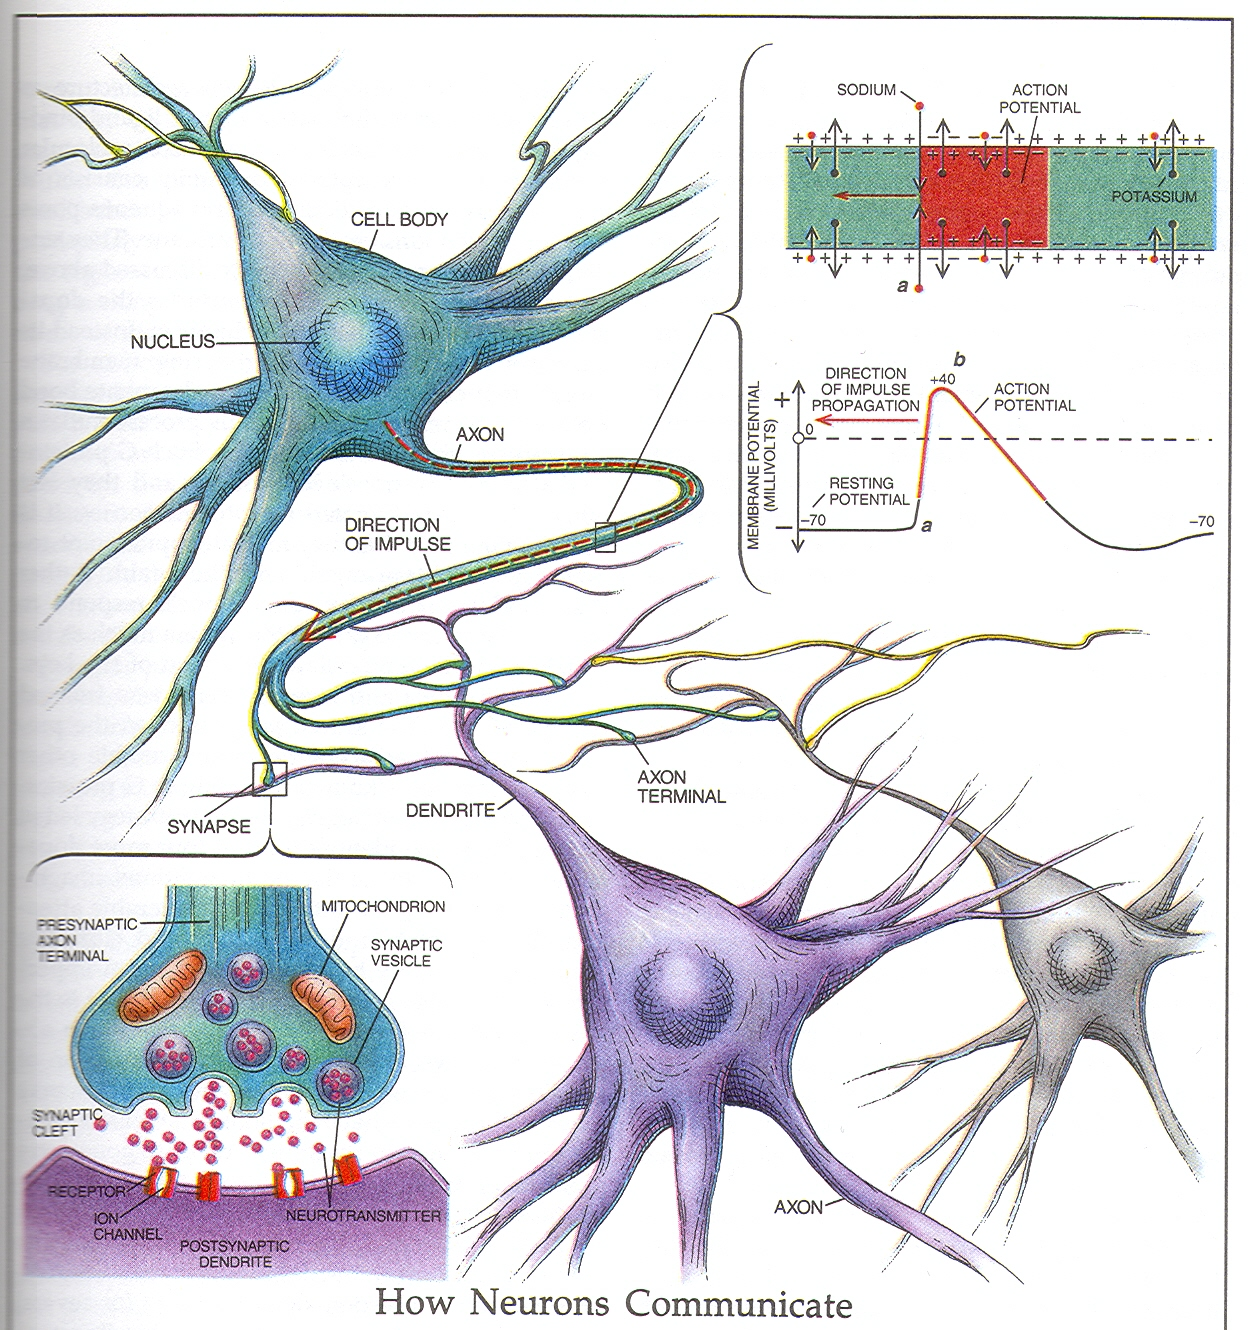 SODIUM
ACTION
POTENTIAL
POTASSIUM
a
CELL BODY
NUCLEUS
AXON
DIRECTION
OF IMPULSE
b
+40
DIRECTION
OF IMPULSE
PROPAGATION
ACTION
POTENTIAL
MEMBRANE POTENTIAL
(MILLIVOLTS)
+
0
RESTING
POTENTIAL
−
−70
a
−70
AXON
TERMINAL
DENDRITE
SYNAPSE
PRESYNAPTIC
AXON
TERMINAL
MITOCHONDRION
SYNAPTIC
VESICLE
SYNAPTIC
CLEFT
RECEPTOR
ION
CHANNEL
NEUROTRANSMITTER
POSTSYNAPTIC
DENDRITE
AXON
How Neurons Communicate